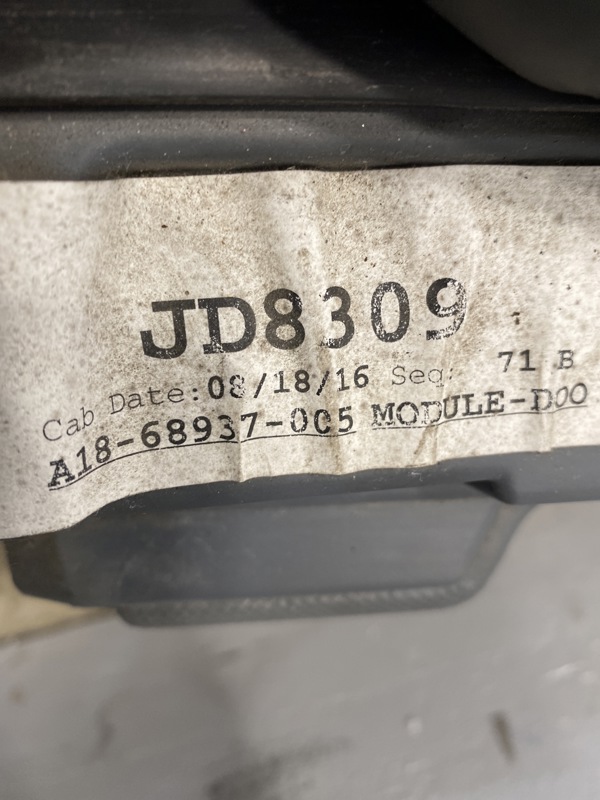 JD8309
Cab Date:08/18/16 Seq: 71 B
A18-68937-005 MODULE-DOO